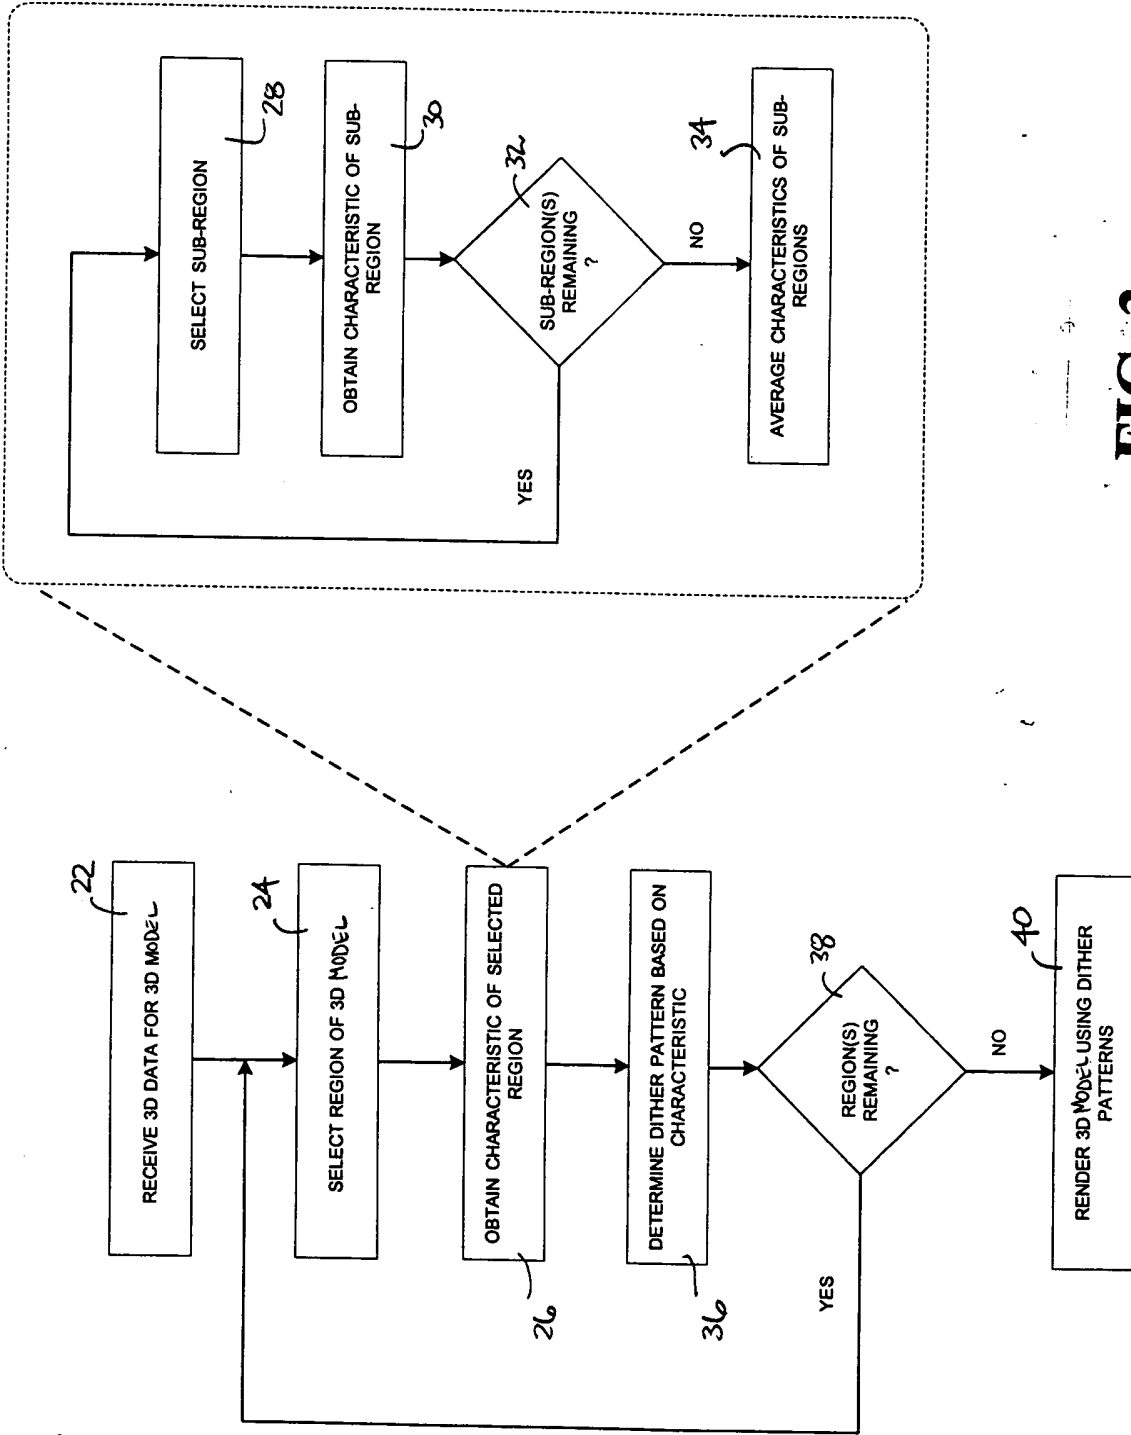 22
RECEIVE 3D DATA FOR 3D MODEL
24
SELECT REGION OF 3D MODEL
26
OBTAIN CHARACTERISTIC OF SELECTED
REGION
36
DETERMINE DITHER PATTERN BASED ON
CHARACTERISTIC
38
REGION(S)
REMAINING
?
YES
NO
40
RENDER 3D MODEL USING DITHER
PATTERNS
28
SELECT SUB-REGION
30
OBTAIN CHARACTERISTIC OF SUB-
REGION
32
SUB-REGION(S)
REMAINING
?
YES
NO
34
AVERAGE CHARACTERISTICS OF SUB-
REGIONS
FIG